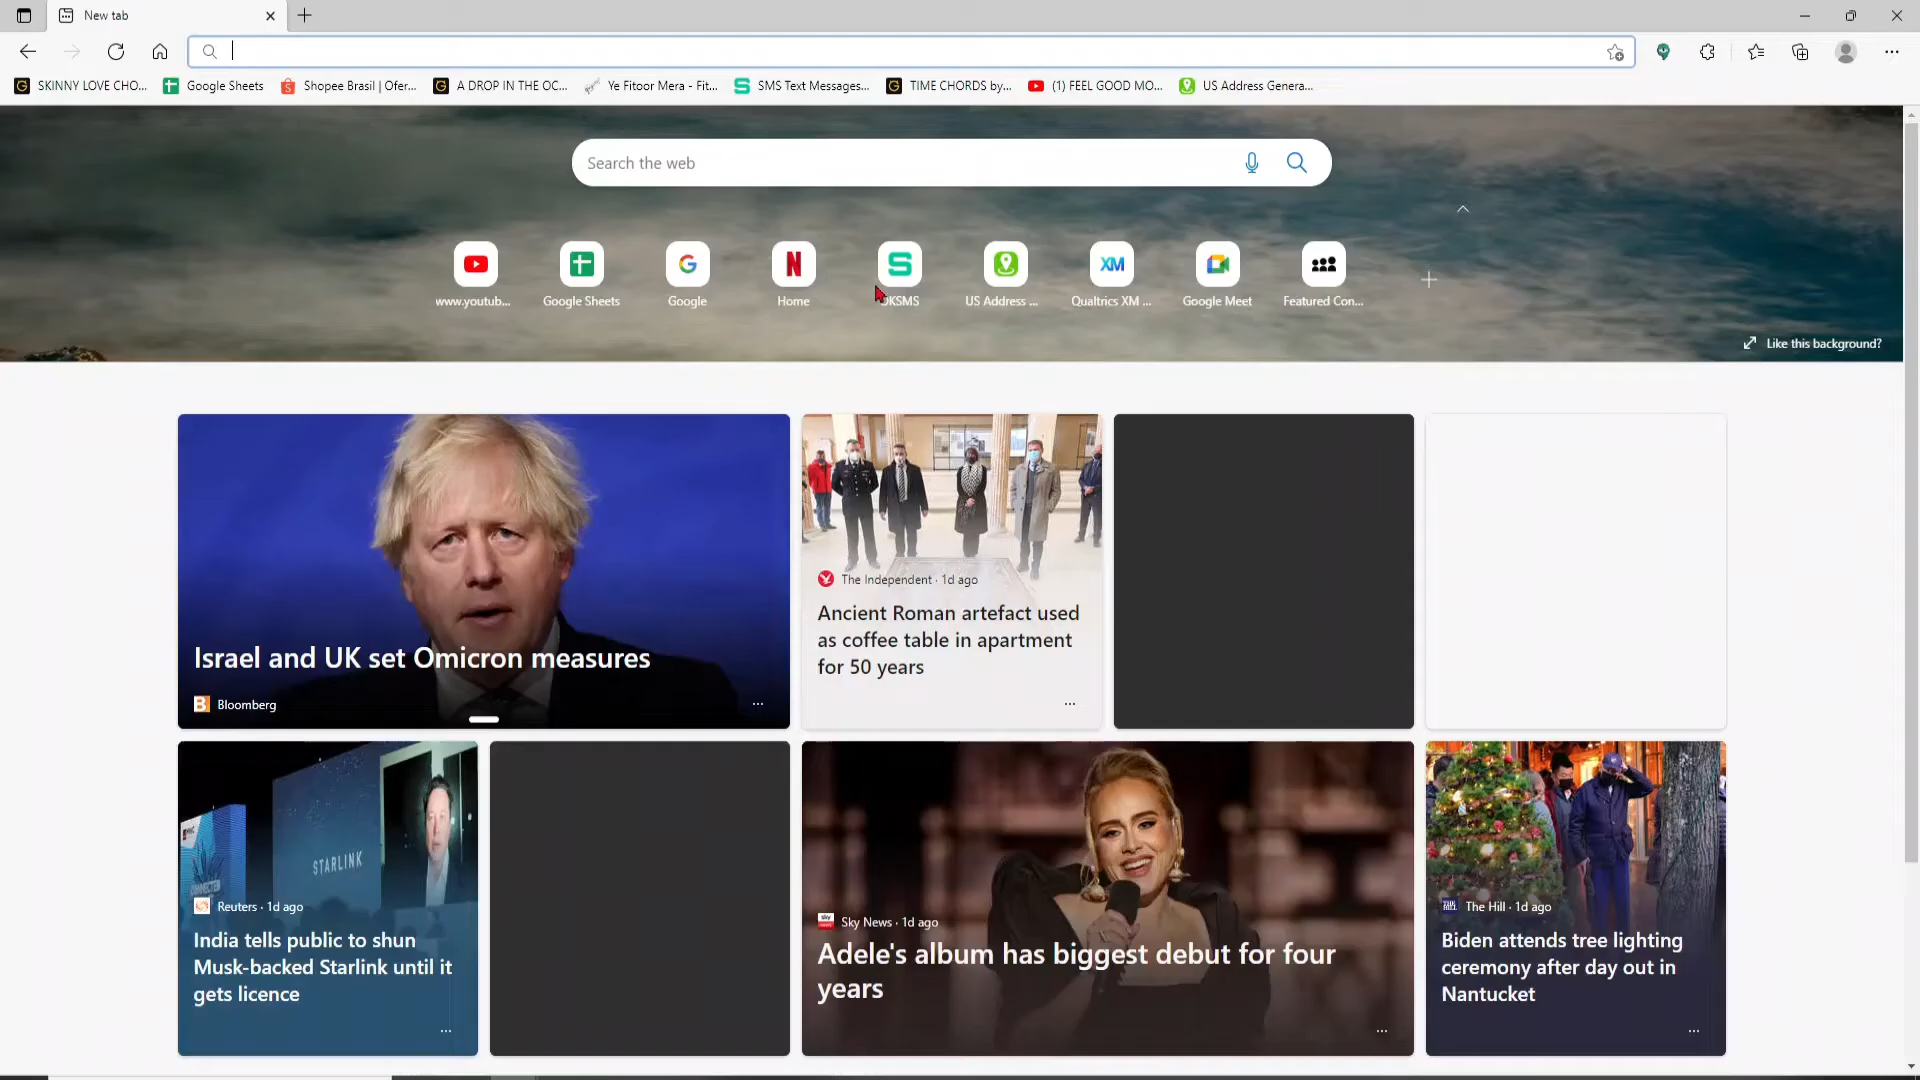 New tab
SKINNY LOVE CHO...
Google Sheets
Shopee Brasil | Ofer...
A DROP IN THE OC...
Ye Fitoor Mera - Fit...
SMS Text Messages...
TIME CHORDS by...
(1) FEEL GOOD MO...
US Address Genera...
Search the web
www.youtub...
Google Sheets
Google
Home
OKSMS
US Address ...
XM
Qualtrics XM ...
Google Meet
Featured Con...
Like this background?
Israel and UK set Omicron measures
Bloomberg
The Independent · 1d ago
Ancient Roman artefact used
as coffee table in apartment
for 50 years
STARLINK
Reuters · 1d ago
India tells public to shun
Musk-backed Starlink until it
gets licence
Sky News · 1d ago
Adele's album has biggest debut for four
years
The Hill · 1d ago
Biden attends tree lighting
ceremony after day out in
Nantucket